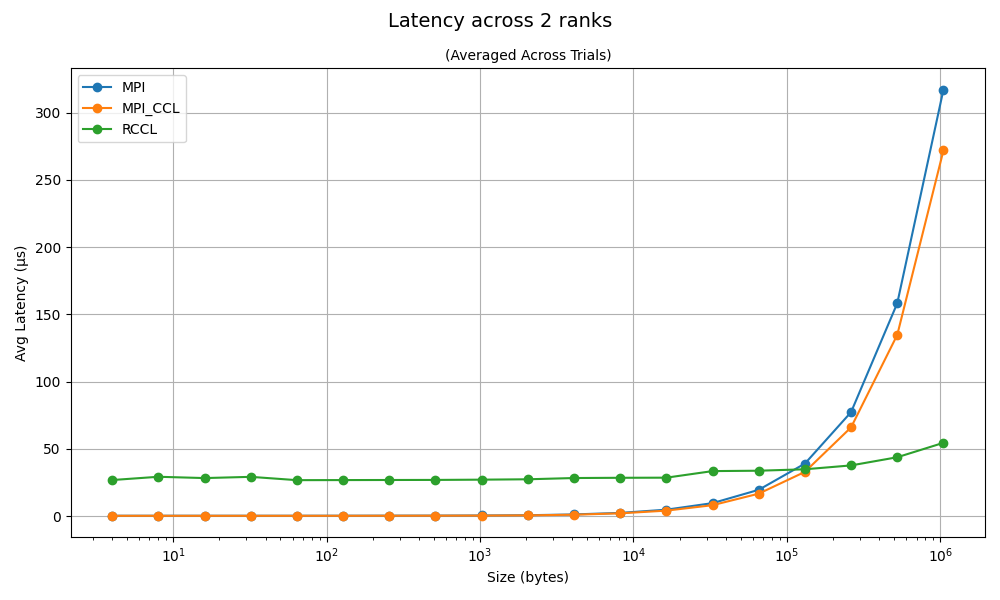 Latency across 2 ranks
(Averaged Across Trials)
MPI
MPI_CCL
RCCL
Avg Latency (µs)
300
250
200
150
100
50
0
10¹ 10² 10³ 10⁴ 10⁵ 10⁶
Size (bytes)